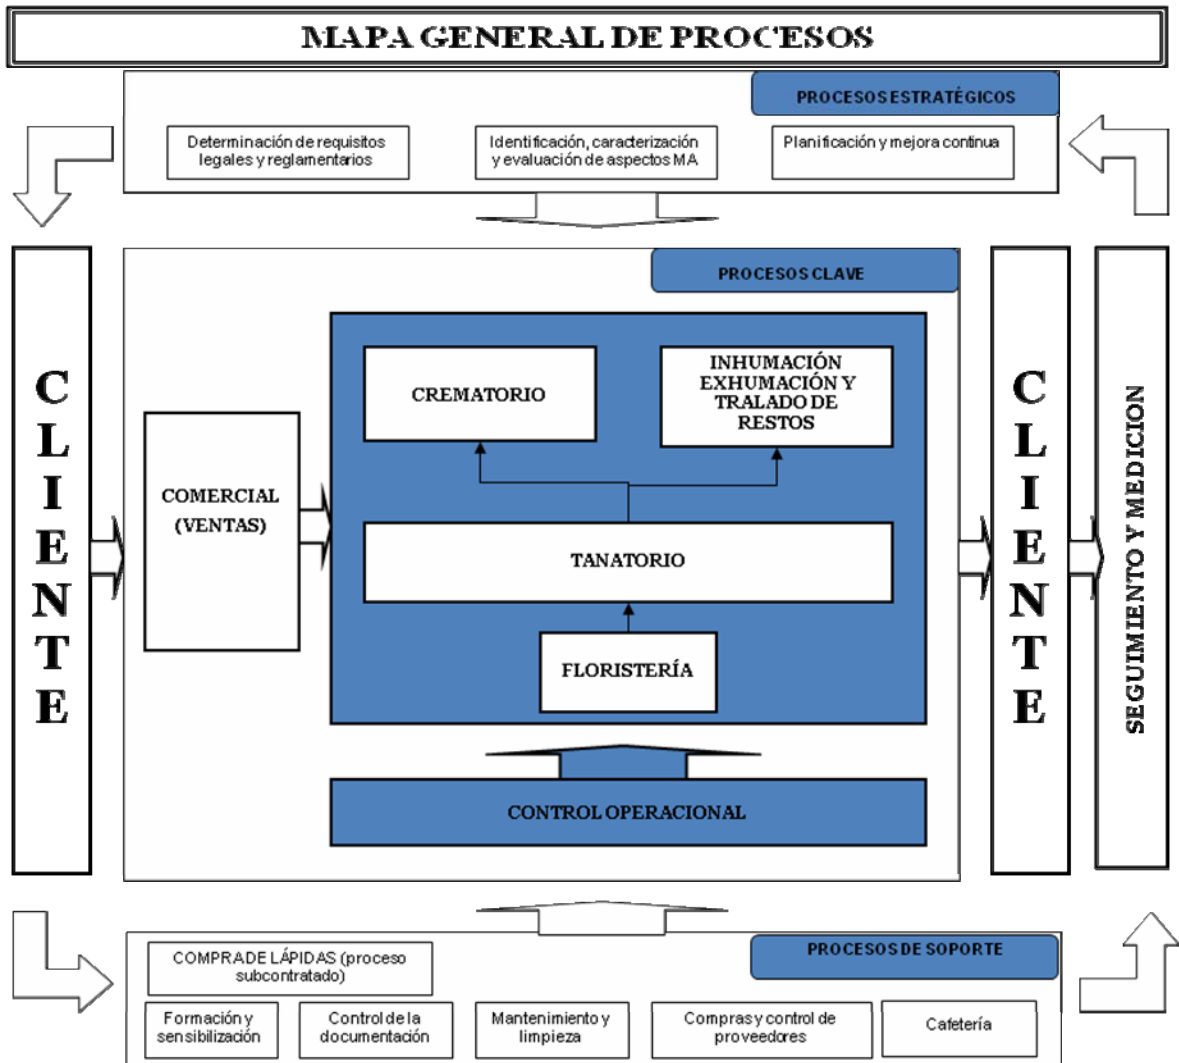 MAPA GENERAL DE PROCESOS
PROCESOS ESTRATÉGICOS
Determinación de requisitos
legales y reglamentarios
Identificación, caracterización
y evaluación de aspectos MA
Planificación y mejora continua
PROCESOS CLAVE
CLIENTE
COMERCIAL
(VENTAS)
CREMATORIO
INHUMACIÓN
EXHUMACIÓN Y
TRALADO DE
RESTOS
TANATORIO
FLORISTERÍA
CONTROL OPERACIONAL
CLIENTE
SEGUIMIENTO Y MEDICION
PROCESOS DE SOPORTE
COMPRA DE LÁPIDAS (proceso
subcontratado)
Formación y
sensibilización
Control de la
documentación
Mantenimiento y
limpieza
Compras y control de
proveedores
Cafetería